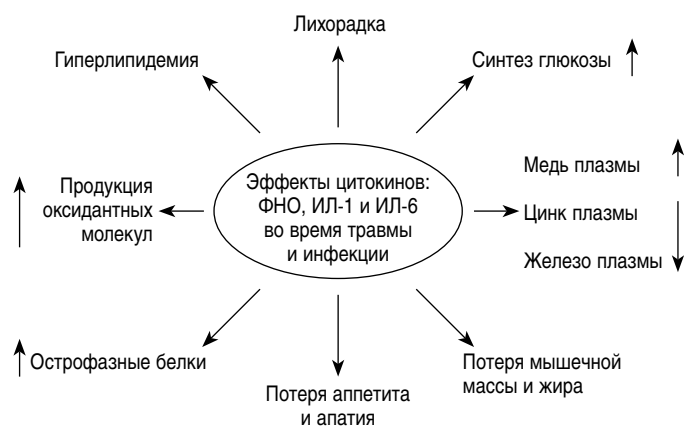 Лихорадка
Гиперлипидемия
Синтез глюкозы
Эффекты цитокинов:
ФНО, ИЛ-1 и ИЛ-6
во время травмы
и инфекции
Продукция
оксидантных
молекул
Медь плазмы
Цинк плазмы
Железо плазмы
Острофазные белки
Потеря аппетита
и апатия
Потеря мышечной
массы и жира